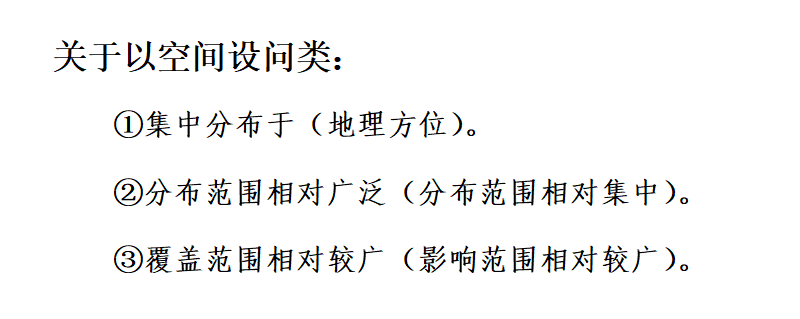 关于以空间设问类：
①集中分布于（地理方位）。
②分布范围相对广泛（分布范围相对集中）。
③覆盖范围相对较广（影响范围相对较广）。